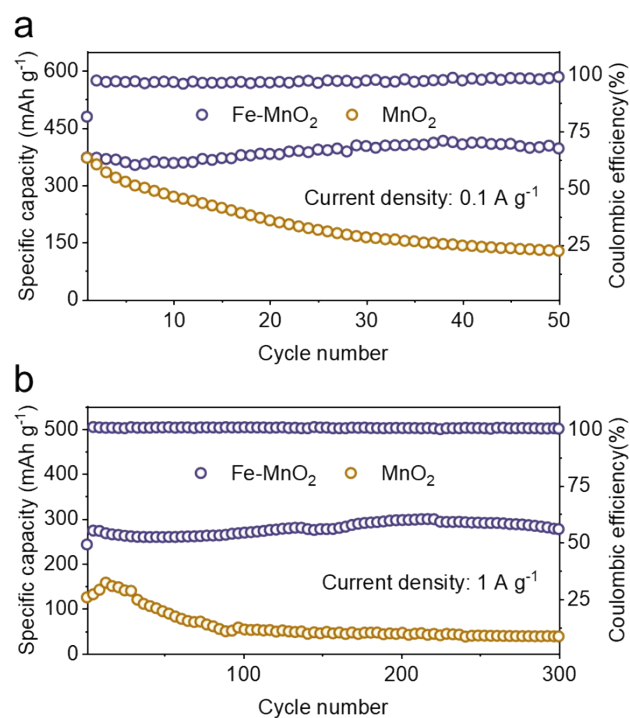 a
Specific capacity (mAh g⁻¹)
600
450
300
150
0
Fe-MnO₂ MnO₂
Current density: 0.1 A g⁻¹
100
75
50
25
Coulombic efficiency(%)
10 20 30 40 50
Cycle number
b
Specific capacity (mAh g⁻¹)
500
400
300
200
100
0
Fe-MnO₂ MnO₂
Current density: 1 A g⁻¹
100
75
50
25
Coulombic efficiency(%)
100 200 300
Cycle number